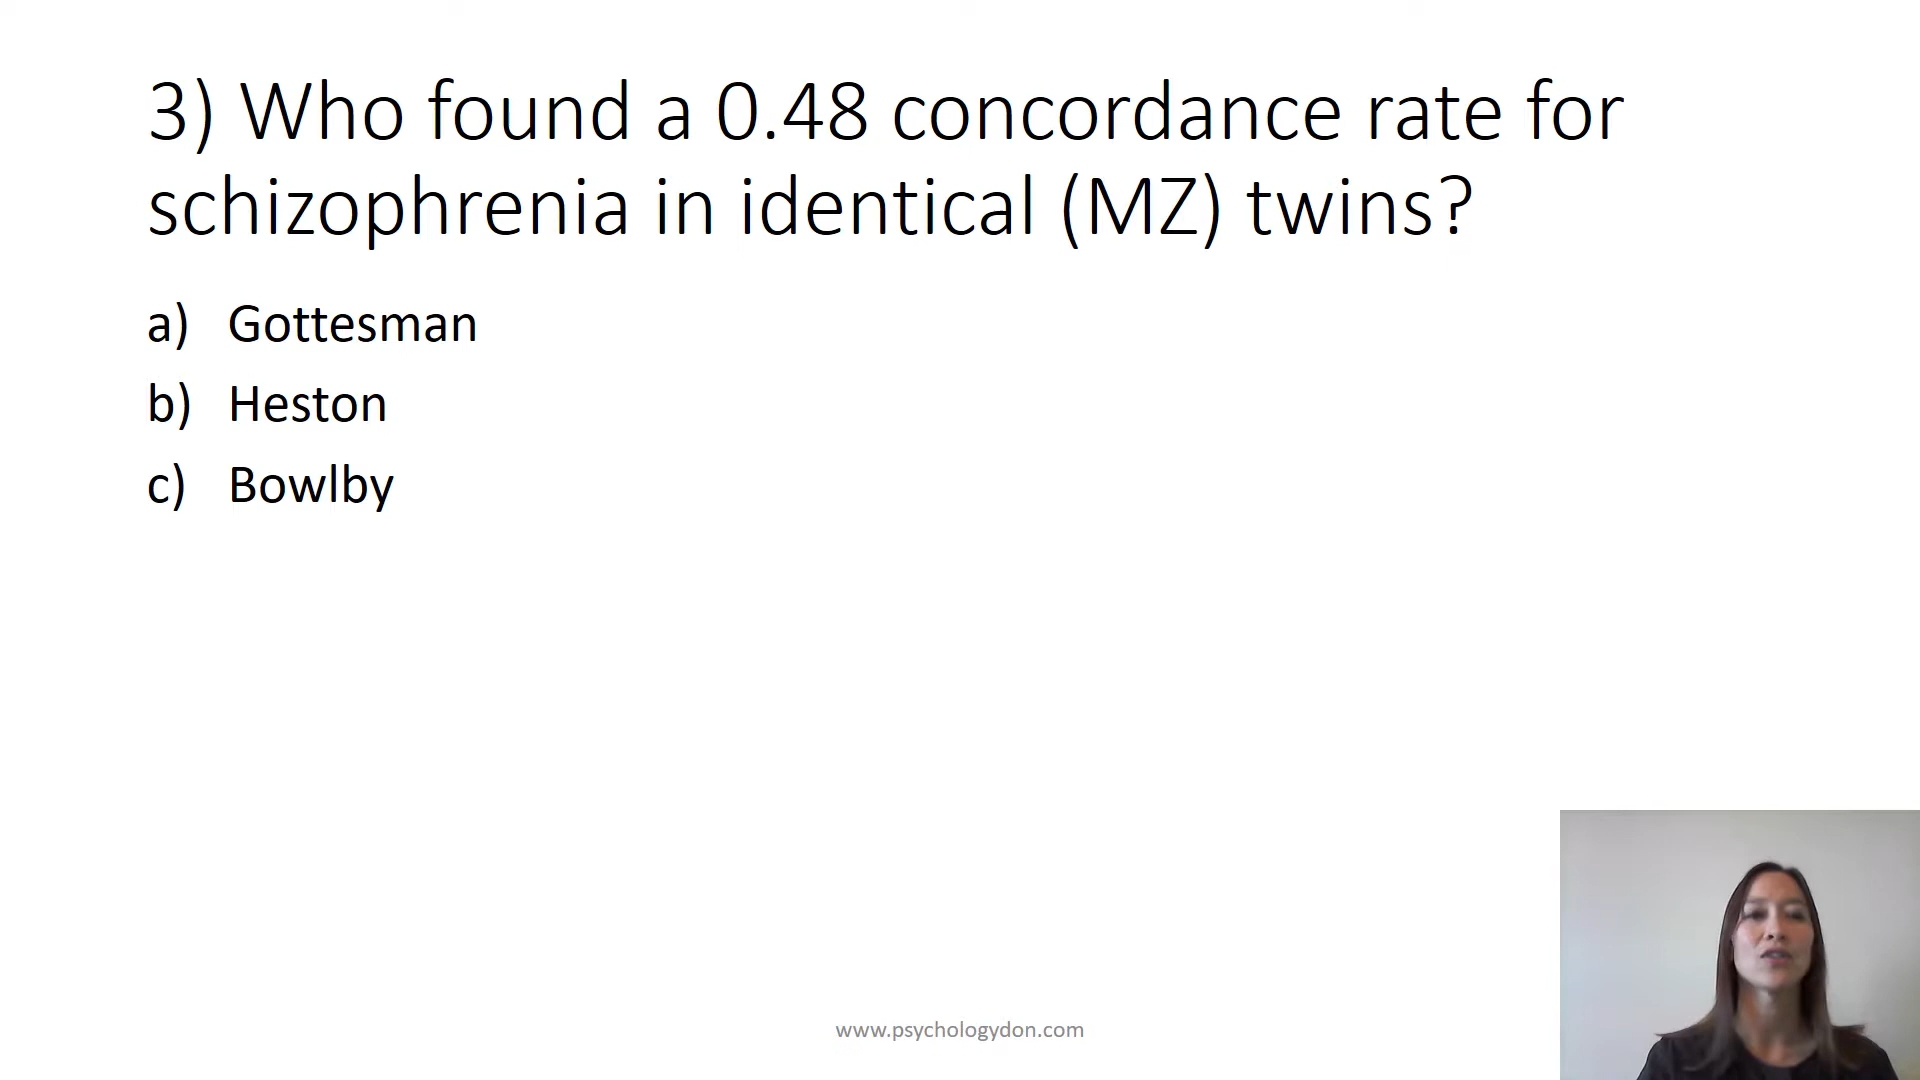 3) Who found a 0.48 concordance rate for
schizophrenia in identical (MZ) twins?
a) Gottesman
b) Heston
c) Bowlby
www.psychologydon.com